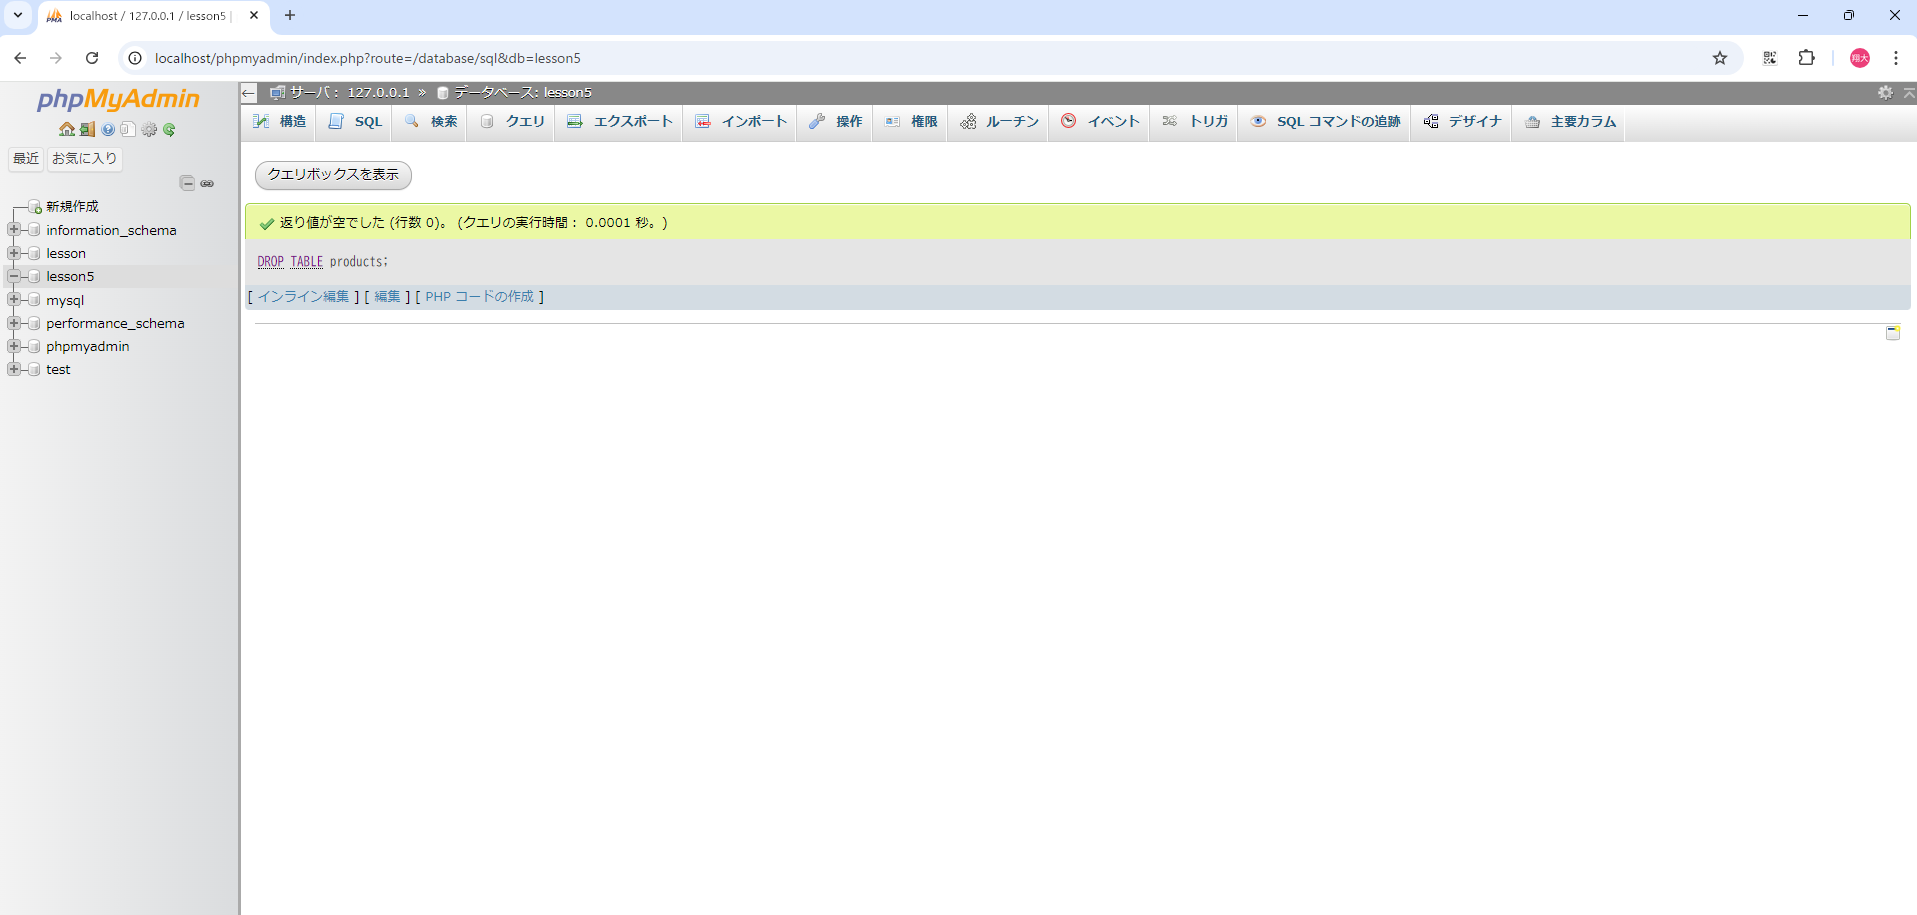 localhost / 127.0.0.1 / lesson5 |
localhost/phpmyadmin/index.php?route=/database/sql&db=lesson5
翔大
phpMyAdmin
最近 お気に入り
新規作成
information_schema
lesson
lesson5
mysql
performance_schema
phpmyadmin
test
サーバ： 127.0.0.1 » データベース: lesson5
構造 SQL 検索 クエリ エクスポート インポート 操作 権限 ルーチン イベント トリガ SQL コマンドの追跡 デザイナ 主要カラム
クエリボックスを表示
返り値が空でした (行数 0)。 (クエリの実行時間： 0.0001 秒。)
DROP TABLE products;
[ インライン編集 ] [ 編集 ] [ PHP コードの作成 ]